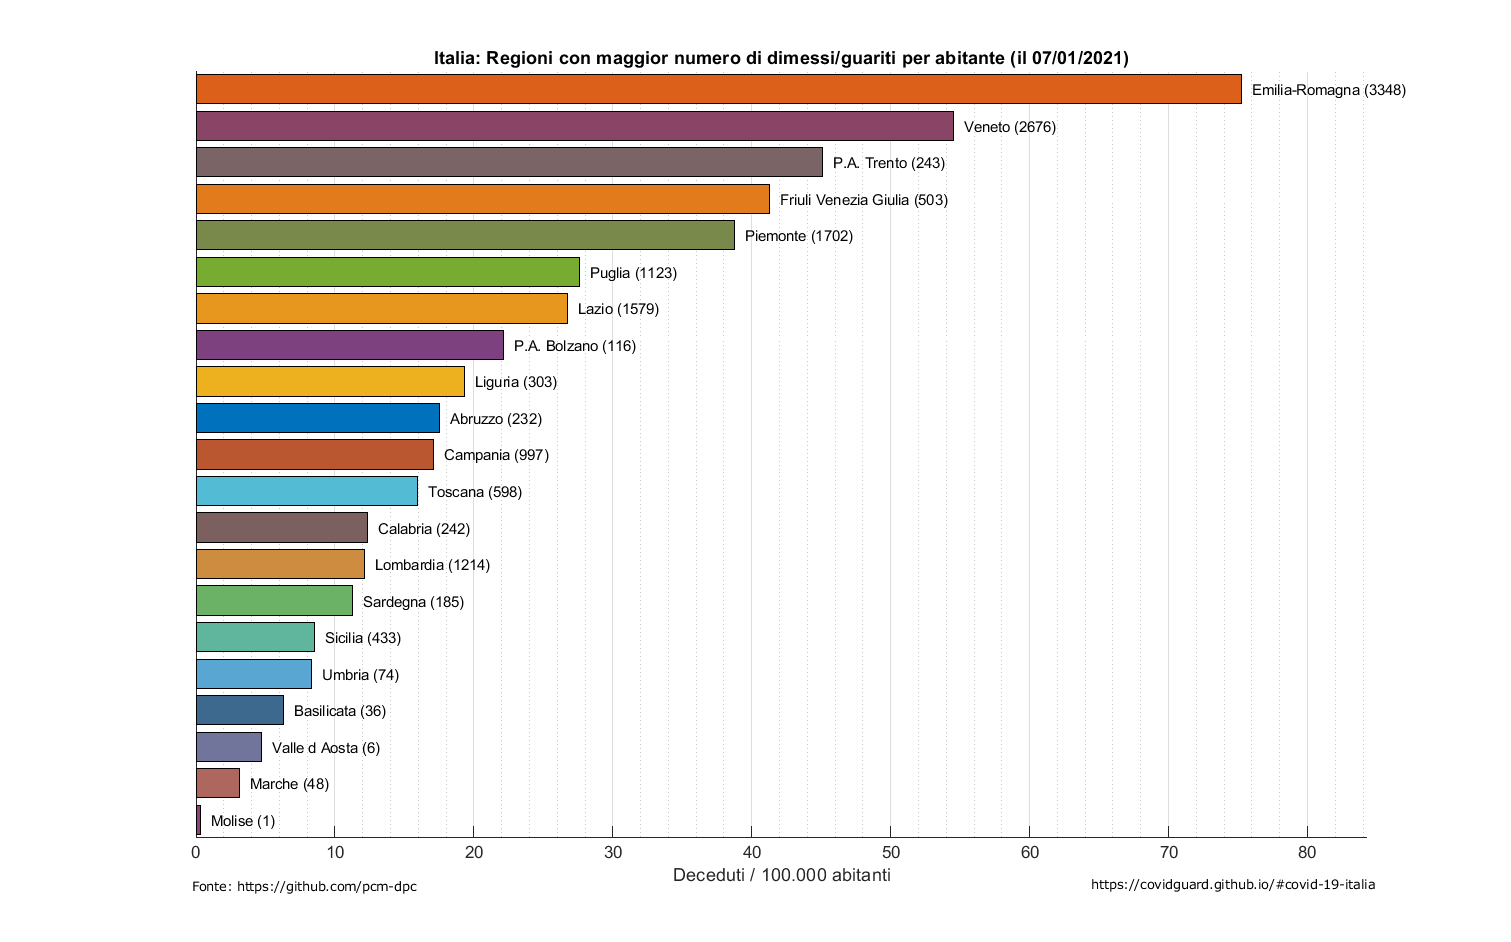 Italia: Regioni con maggior numero di dimessi/guariti per abitante (il 07/01/2021)
Emilia-Romagna (3348)
Veneto (2676)
P.A. Trento (243)
Friuli Venezia Giulia (503)
Piemonte (1702)
Puglia (1123)
Lazio (1579)
P.A. Bolzano (116)
Liguria (303)
Abruzzo (232)
Campania (997)
Toscana (598)
Calabria (242)
Lombardia (1214)
Sardegna (185)
Sicilia (433)
Umbria (74)
Basilicata (36)
Valle d Aosta (6)
Marche (48)
Molise (1)
0 10 20 30 40 50 60 70 80
Deceduti / 100.000 abitanti
Fonte: https://github.com/pcm-dpc
https://covidguard.github.io/#covid-19-italia